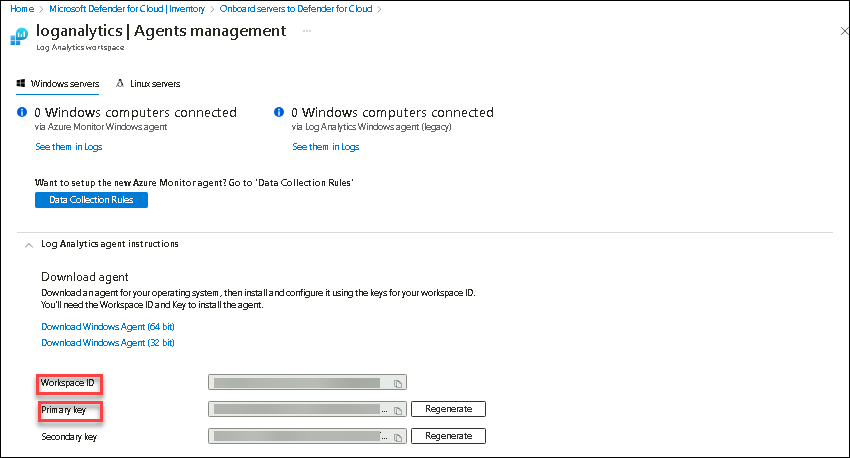 Home > Microsoft Defender for Cloud | Inventory > Onboard servers to Defender for Cloud >
loganalytics | Agents management ...
Log Analytics workspace
Windows servers Linux servers
0 Windows computers connected 0 Windows computers connected
via Azure Monitor Windows agent via Log Analytics Windows agent (legacy)
See them in Logs See them in Logs
Want to setup the new Azure Monitor agent? Go to 'Data Collection Rules'
Data Collection Rules
Log Analytics agent instructions
Download agent
Download an agent for your operating system, then install and configure it using the keys for your workspace ID.
You'll need the Workspace ID and Key to install the agent.
Download Windows Agent (64 bit)
Download Windows Agent (32 bit)
Workspace ID
Primary key ... Regenerate
Secondary key ... Regenerate